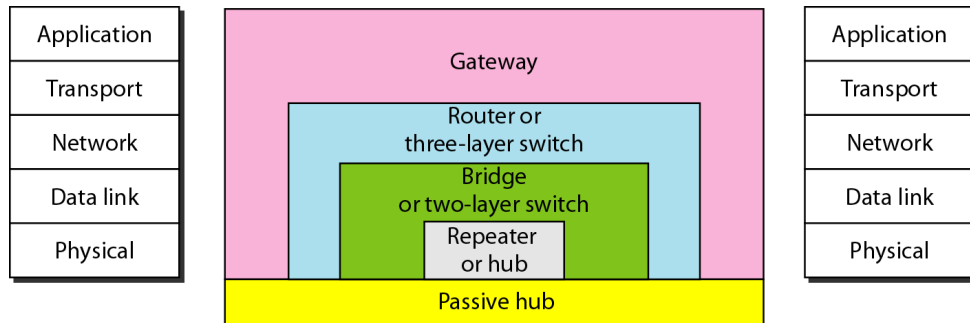 Application
Transport
Network
Data link
Physical
Gateway
Router or
three-layer switch
Bridge
or two-layer switch
Repeater
or hub
Passive hub
Application
Transport
Network
Data link
Physical